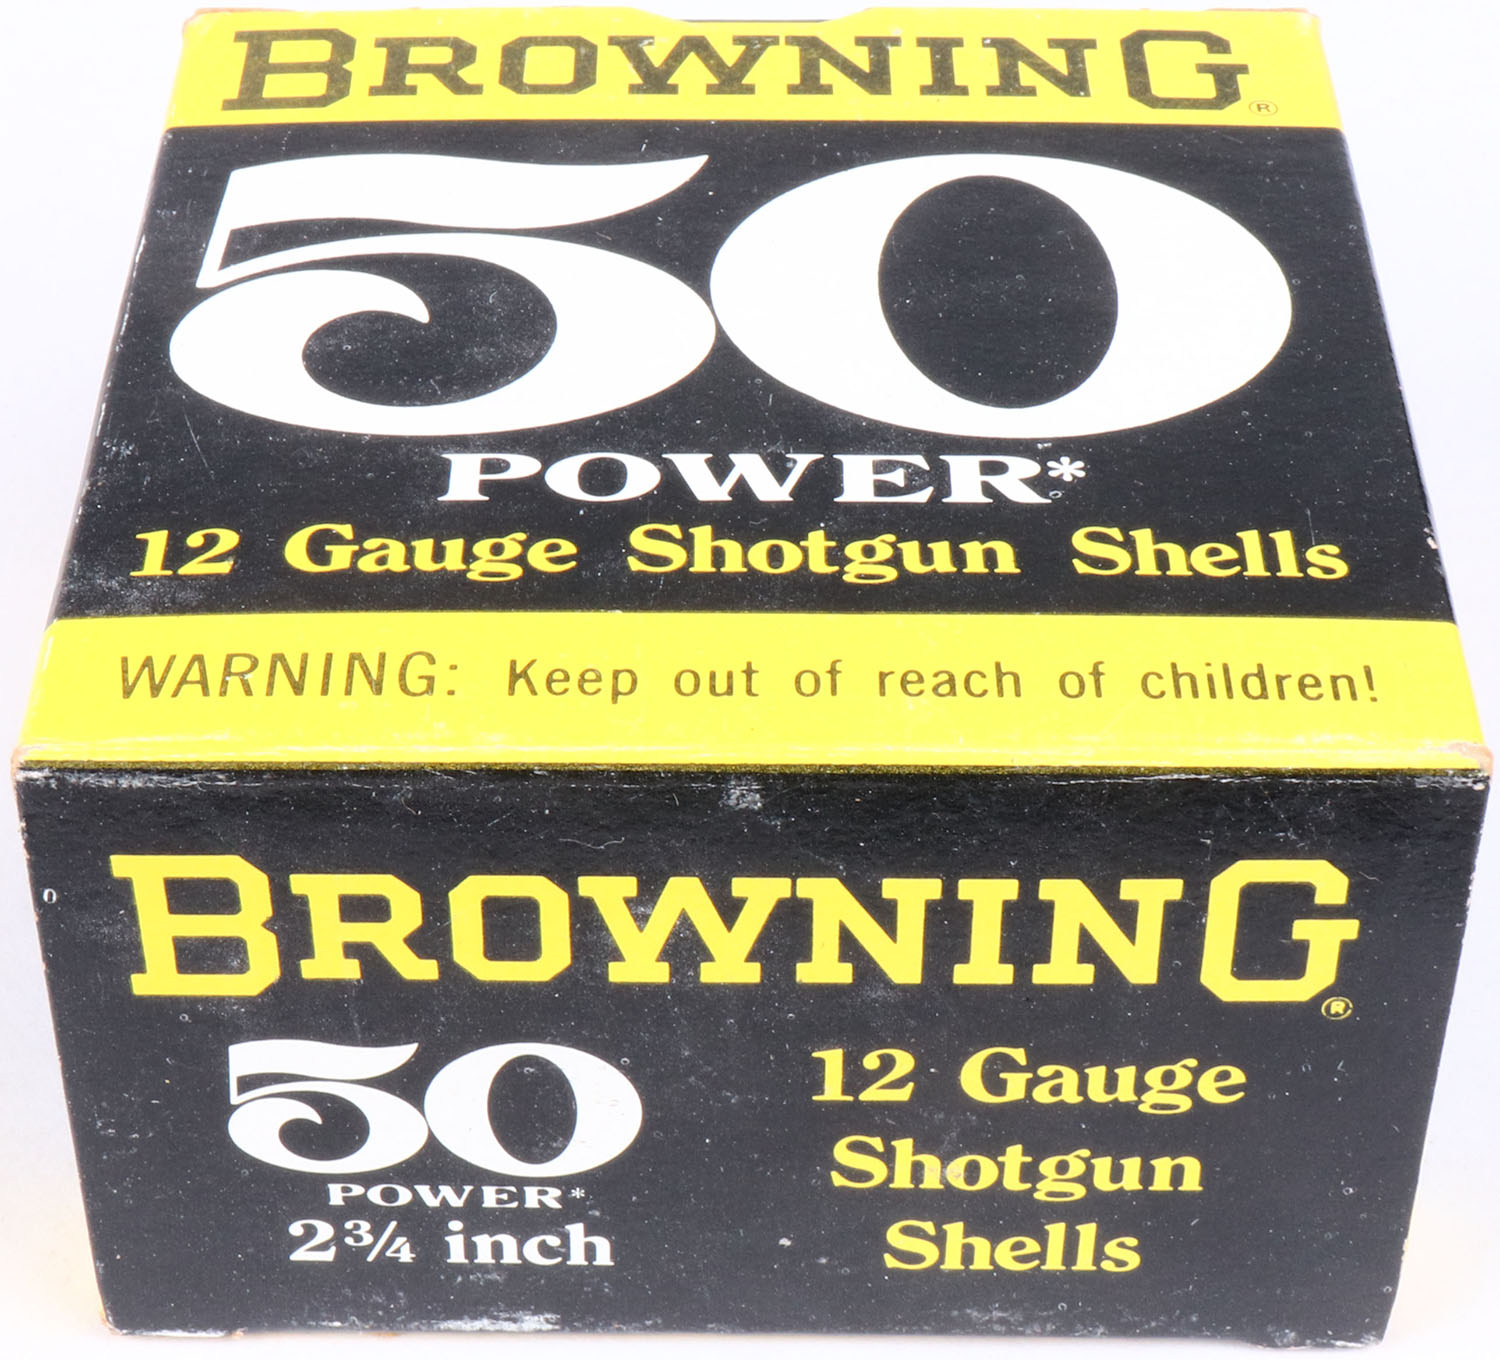 BROWNING®
50
POWER*
12 Gauge Shotgun Shells
WARNING: Keep out of reach of children!
BROWNING®
50
POWER*
2¾ inch
12 Gauge
Shotgun
Shells